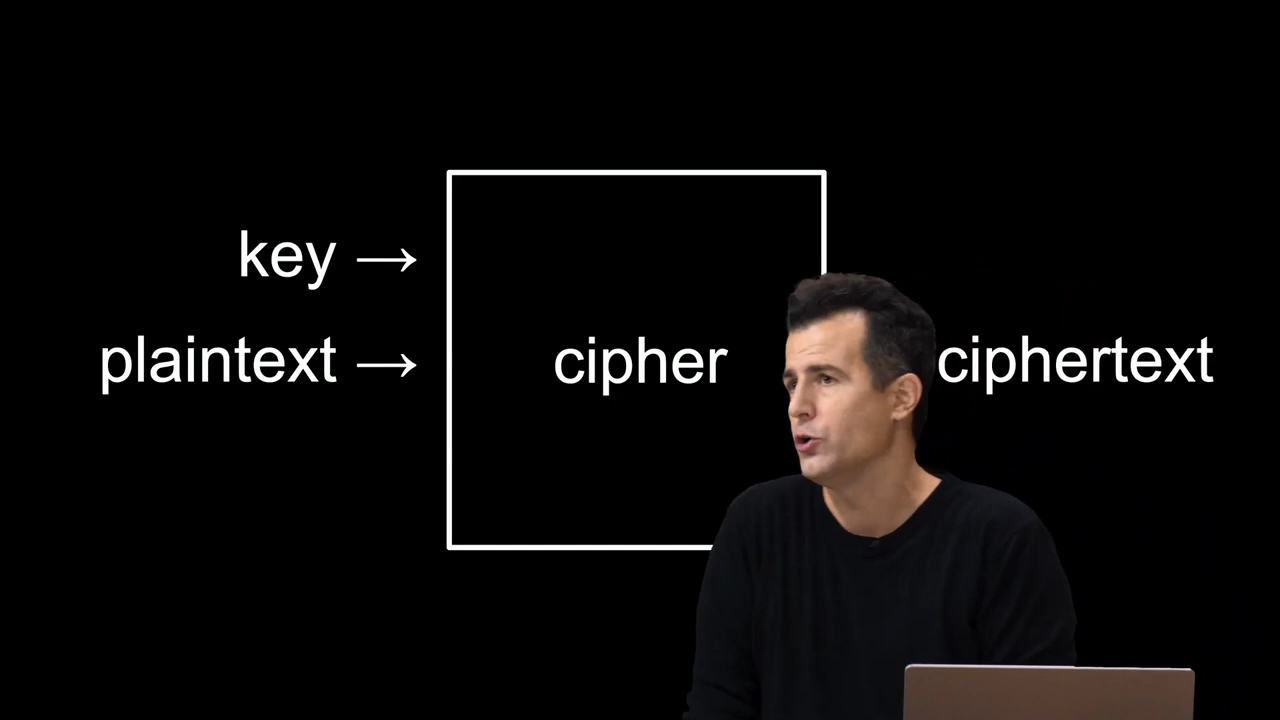 key →
plaintext →
cipher
ciphertext